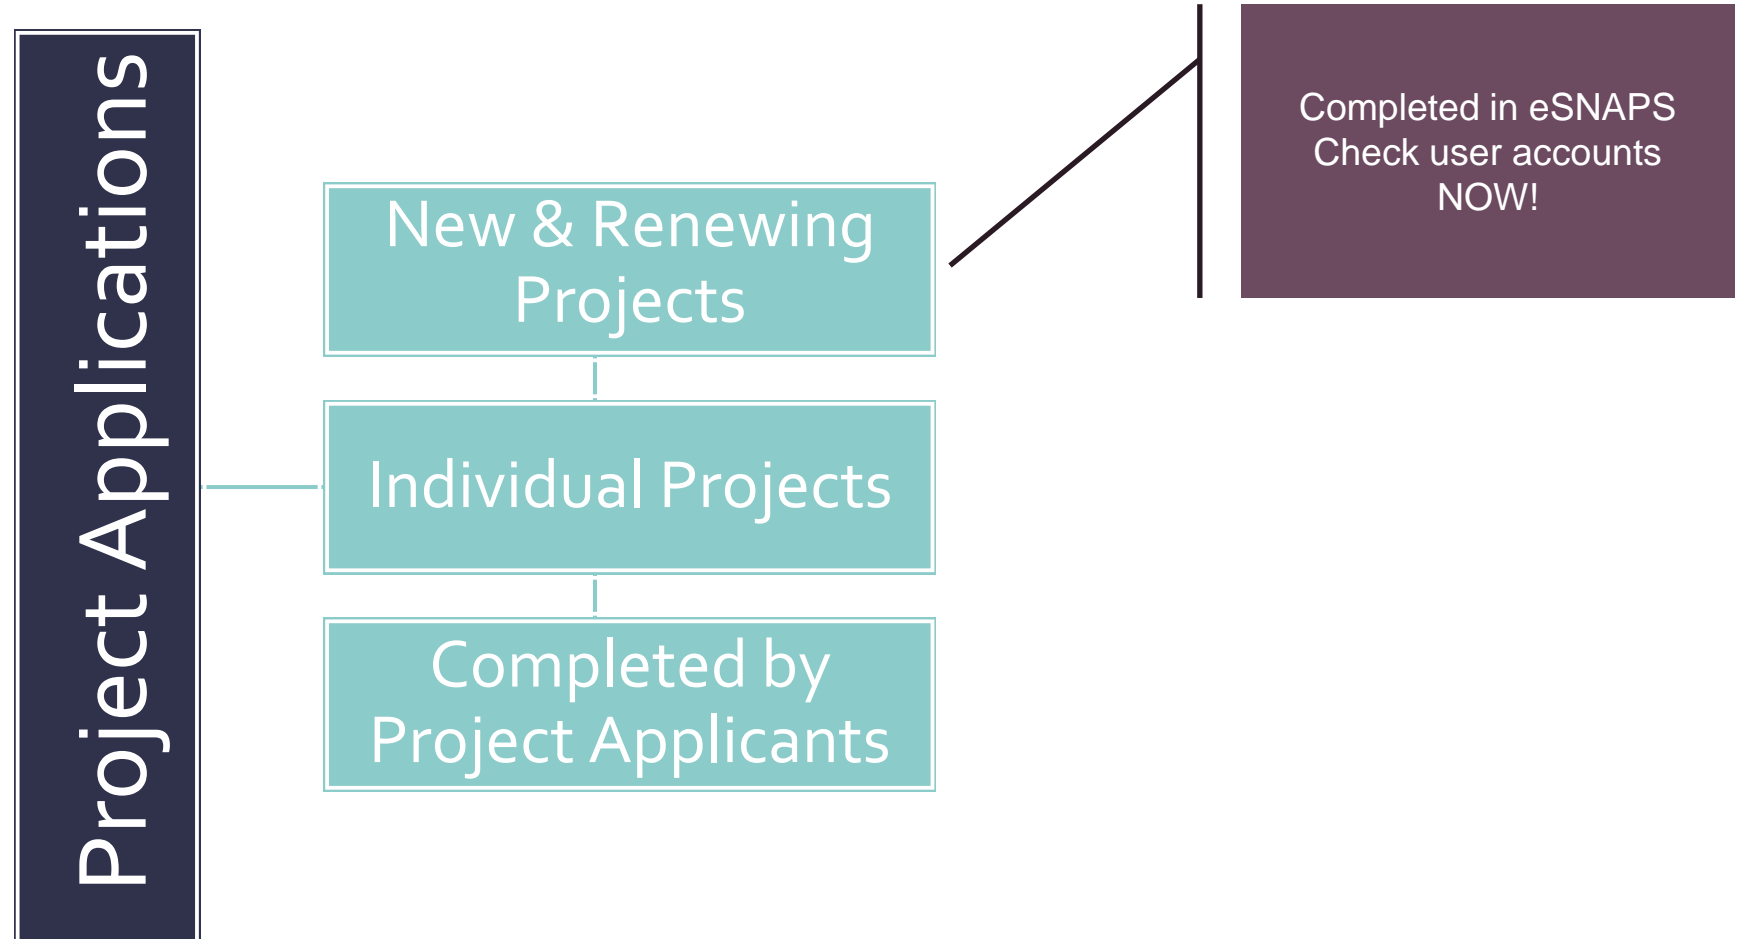 Project Applications
New & Renewing
Projects
Individual Projects
Completed by
Project Applicants
Completed in eSNAPS
Check user accounts
NOW!